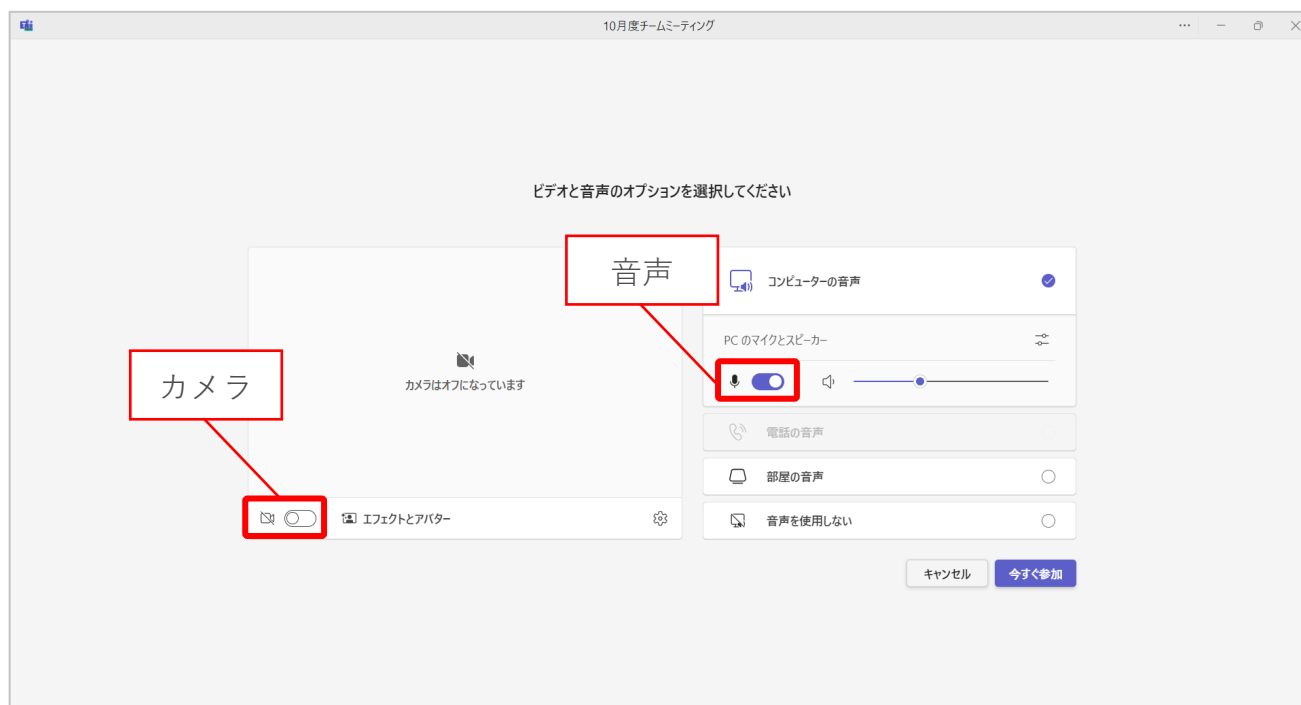 10月度チームミーティング
ビデオと音声のオプションを選択してください
音声
コンピューターの音声
PC のマイクとスピーカー
カメラ
カメラはオフになっています
電話の音声
部屋の音声
エフェクトとアバター
音声を使用しない
キャンセル
今すぐ参加